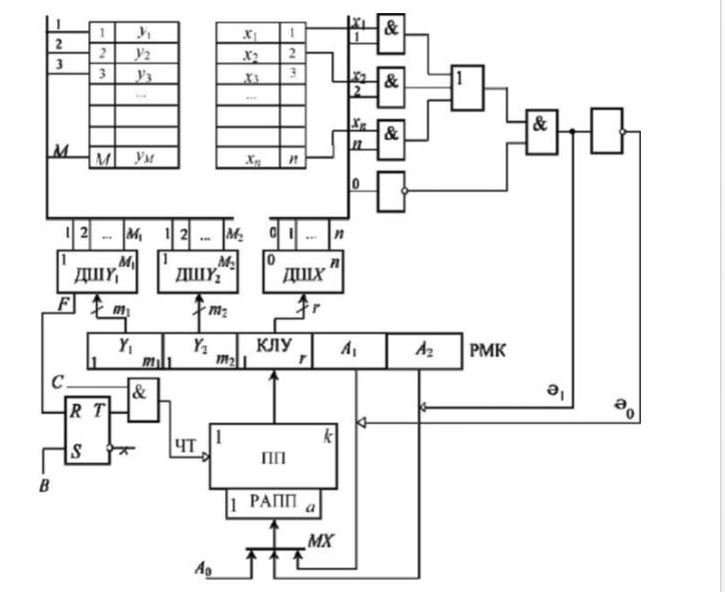 1 1 y₁ x₁ 1 x₁ &
1
2 2 y₂ x₂ 2
3 3 y₃ x₃ 3 x₂ & 1
... ... 2
xₙ & &
M M yM xₙ n n
0
1 2 ... M₁ 1 2 ... M₂ 0 1 ... n
1 M₁ 1 M₂ 0 n
ДШY₁ ДШY₂ ДШX
F m₁ m₂ r
Y₁ Y₂ КЛУ A₁ A₂ РМК
1 m₁ 1 m₂ 1 r
C & ə₁ ə₀
R T
ЧТ 1 k
S ПП
B
1 РАПП a
MX
A₀